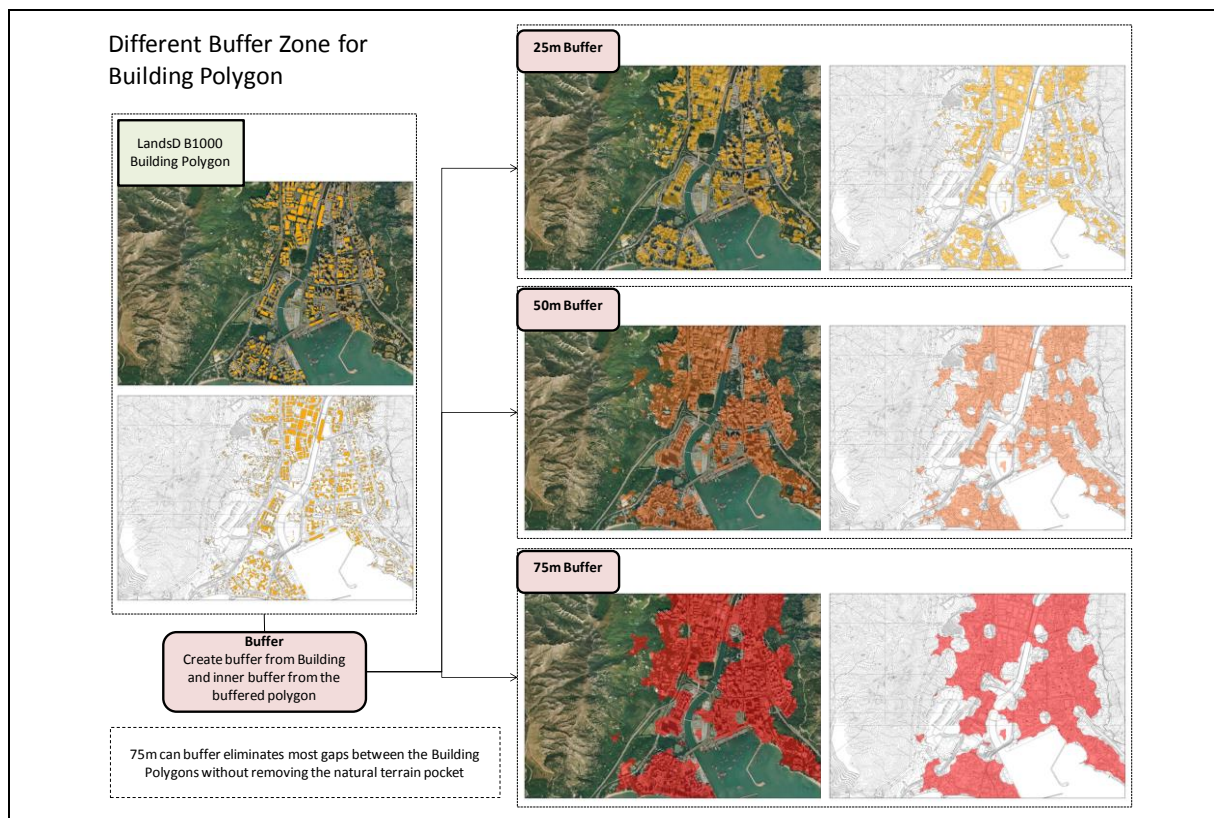 Different Buffer Zone for
Building Polygon
LandsD B1000
Building Polygon
Buffer
Create buffer from Building
and inner buffer from the
buffered polygon
75m can buffer eliminates most gaps between the Building
Polygons without removing the natural terrain pocket
25m Buffer
50m Buffer
75m Buffer